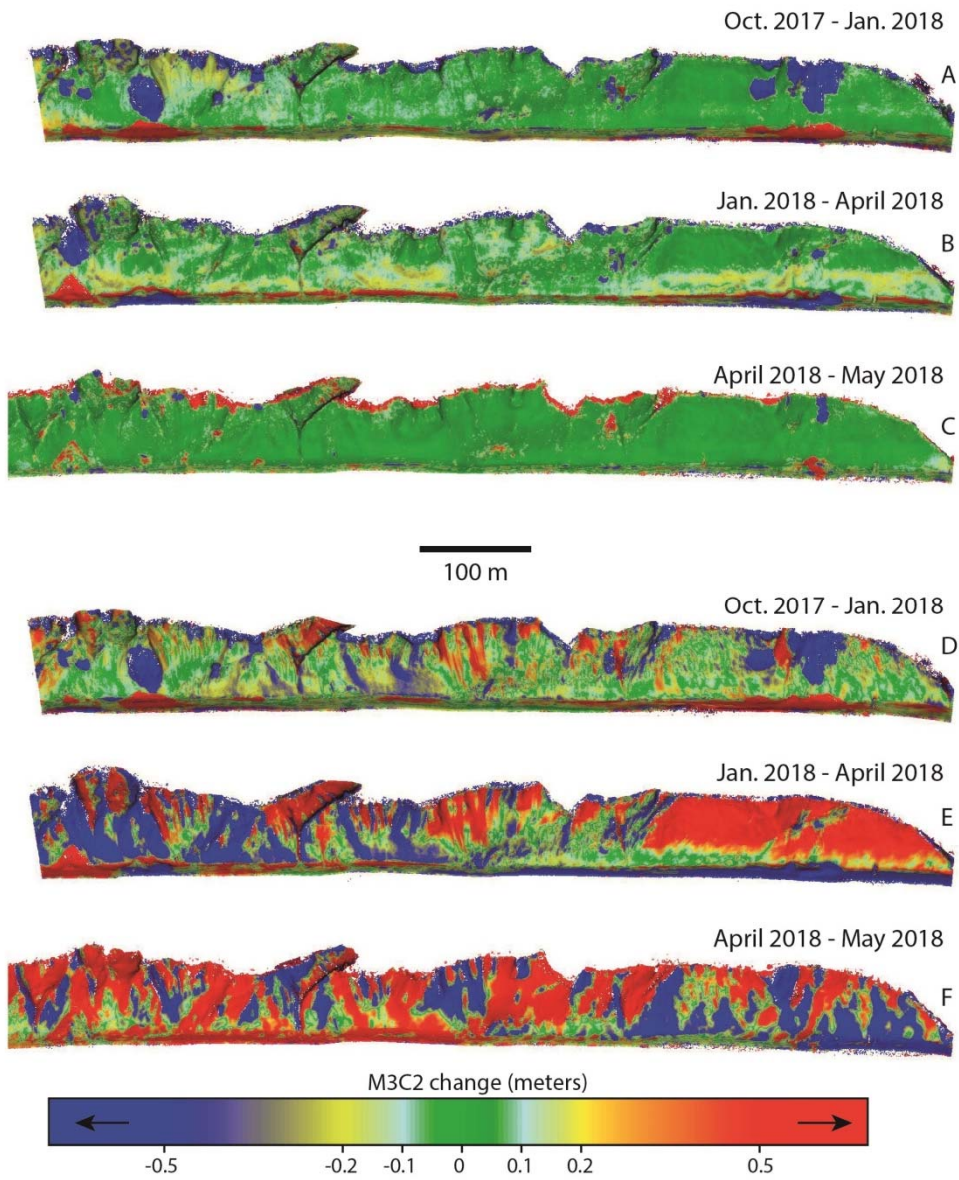 Oct. 2017 - Jan. 2018
A
Jan. 2018 - April 2018
B
April 2018 - May 2018
C
100 m
Oct. 2017 - Jan. 2018
D
Jan. 2018 - April 2018
E
April 2018 - May 2018
F
M3C2 change (meters)
-0.5 -0.2 -0.1 0 0.1 0.2 0.5